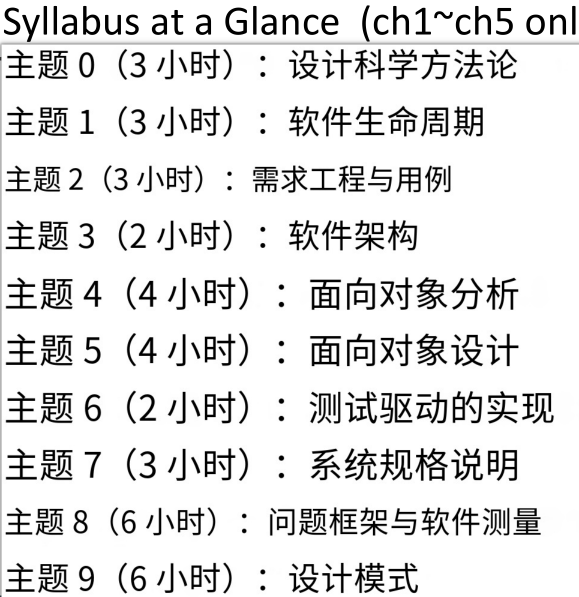 Syllabus at a Glance (ch1~ch5 onl
主题 0（3 小时）：设计科学方法论
主题 1（3 小时）：软件生命周期
主题 2（3 小时）：需求工程与用例
主题 3（2 小时）：软件架构
主题 4（4 小时）：面向对象分析
主题 5（4 小时）：面向对象设计
主题 6（2 小时）：测试驱动的实现
主题 7（3 小时）：系统规格说明
主题 8（6 小时）：问题框架与软件测量
主题 9（6 小时）：设计模式